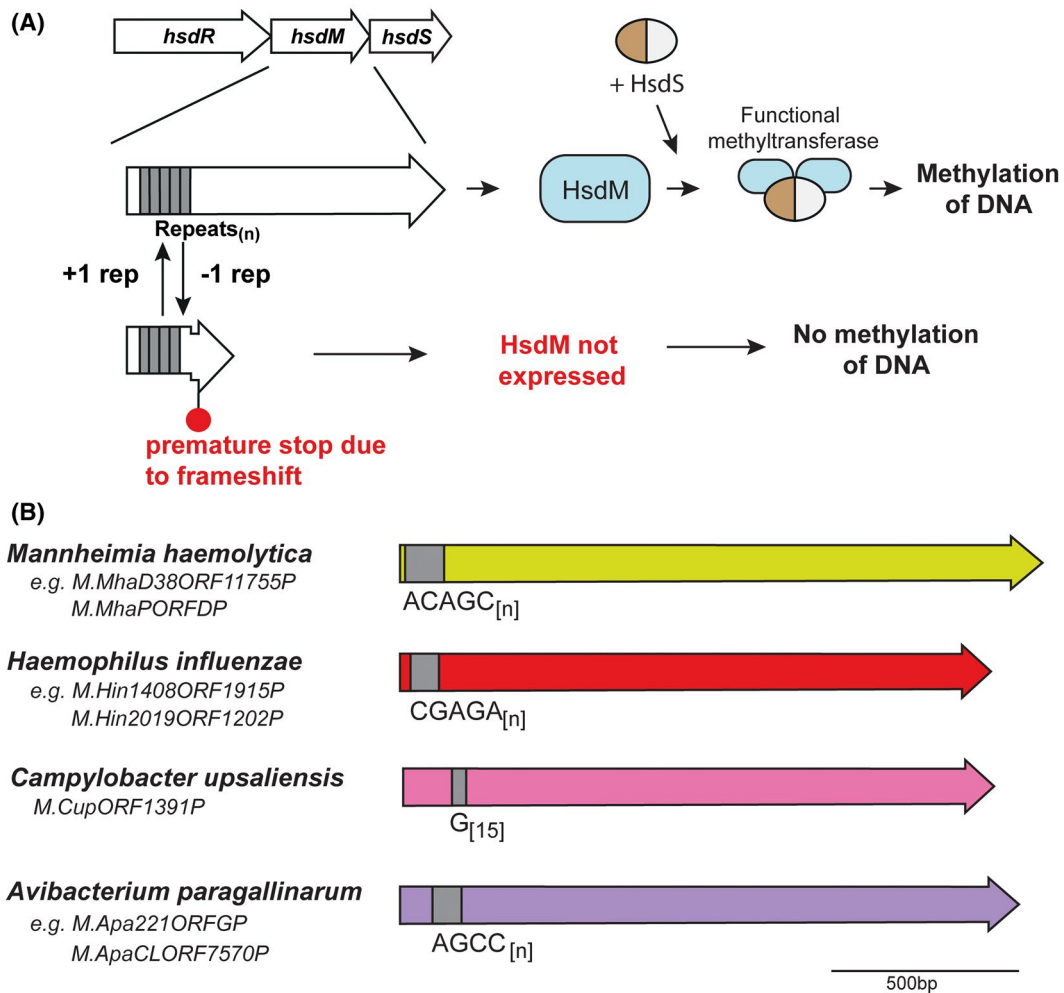 (A)
hsdR hsdM hsdS
+ HsdS
Functional
methyltransferase
HsdM
Methylation
of DNA
Repeats(n)
+1 rep -1 rep
HsdM not
expressed
No methylation
of DNA
premature stop due
to frameshift
(B)
Mannheimia haemolytica
e.g. M.MhaD38ORF11755P
M.MhaPORFDP
ACAGC[n]
Haemophilus influenzae
e.g. M.Hin1408ORF1915P
M.Hin2019ORF1202P
CGAGA[n]
Campylobacter upsaliensis
M.CupORF1391P
G[15]
Avibacterium paragallinarum
e.g. M.Apa221ORFGP
M.ApaCLORF7570P
AGCC[n]
500bp